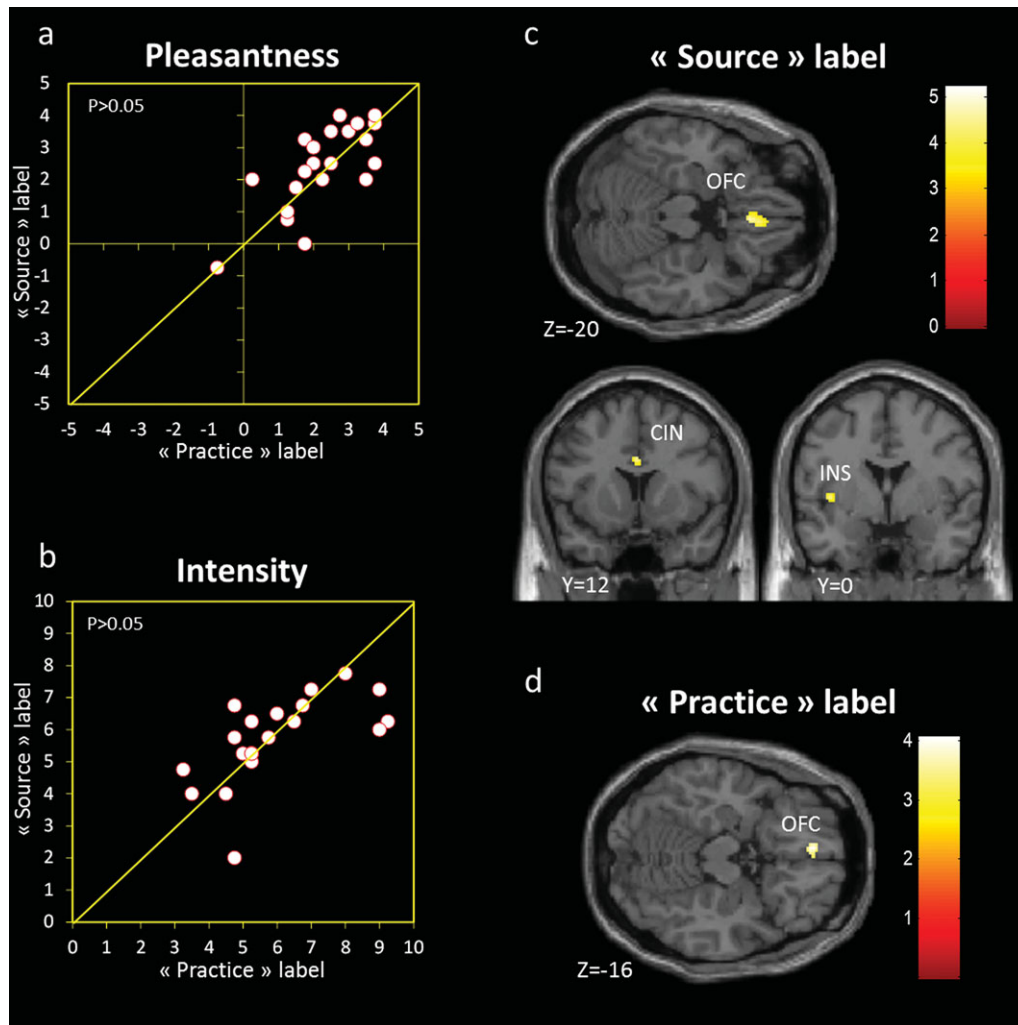 a
Pleasantness
P>0.05
5
4
3
2
1
0
-1
-2
-3
-4
-5
« Source » label
-5 -4 -3 -2 -1 0 1 2 3 4 5
« Practice » label
b
Intensity
P>0.05
10
9
8
7
6
5
4
3
2
1
0
« Source » label
0 1 2 3 4 5 6 7 8 9 10
« Practice » label
c
« Source » label
OFC
Z=-20
5
4
3
2
1
0
CIN
Y=12
INS
Y=0
d
« Practice » label
OFC
Z=-16
4
3
2
1